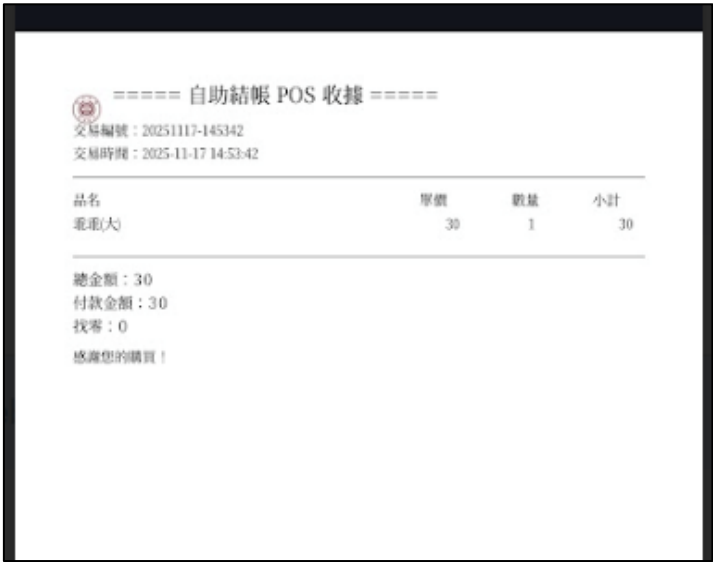 ===== 自助結帳 POS 收據 =====
交易編號：20251117-145342
交易時間：2025-11-17 14:53:42
品名 單價 數量 小計
乖乖(大) 30 1 30
總金額：30
付款金額：30
找零：0
感謝您的購買！